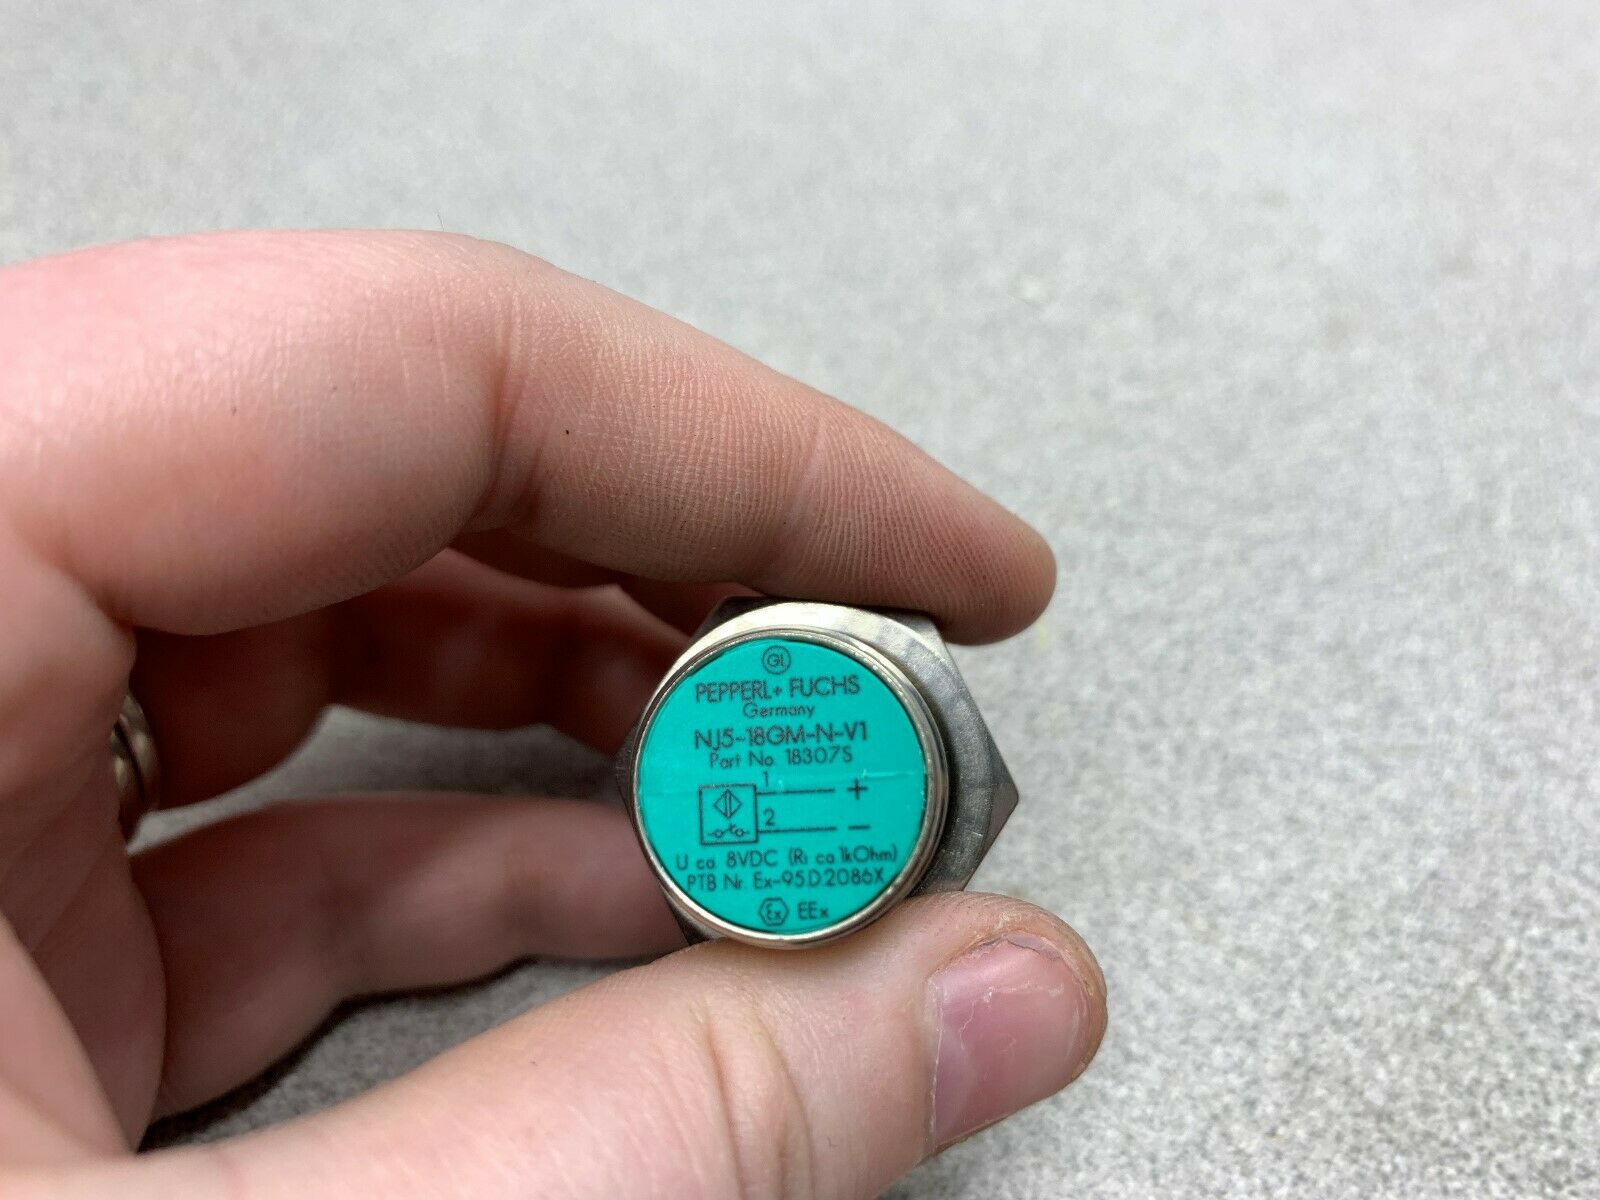 GL
PEPPERL+ FUCHS
Germany
NJ5-18GM-N-V1
Part No. 18307S
1 +
2 −
U ca. 8VDC (Ri ca 1kOhm)
PTB Nr. Ex-95.D.2086X
Ex EEx